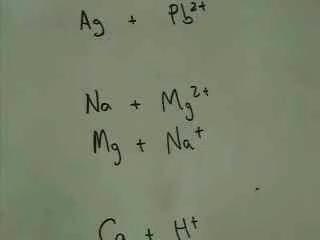 Ag + Pb²⁺
Na + Mg²⁺
Mg + Na⁺
+ H⁺